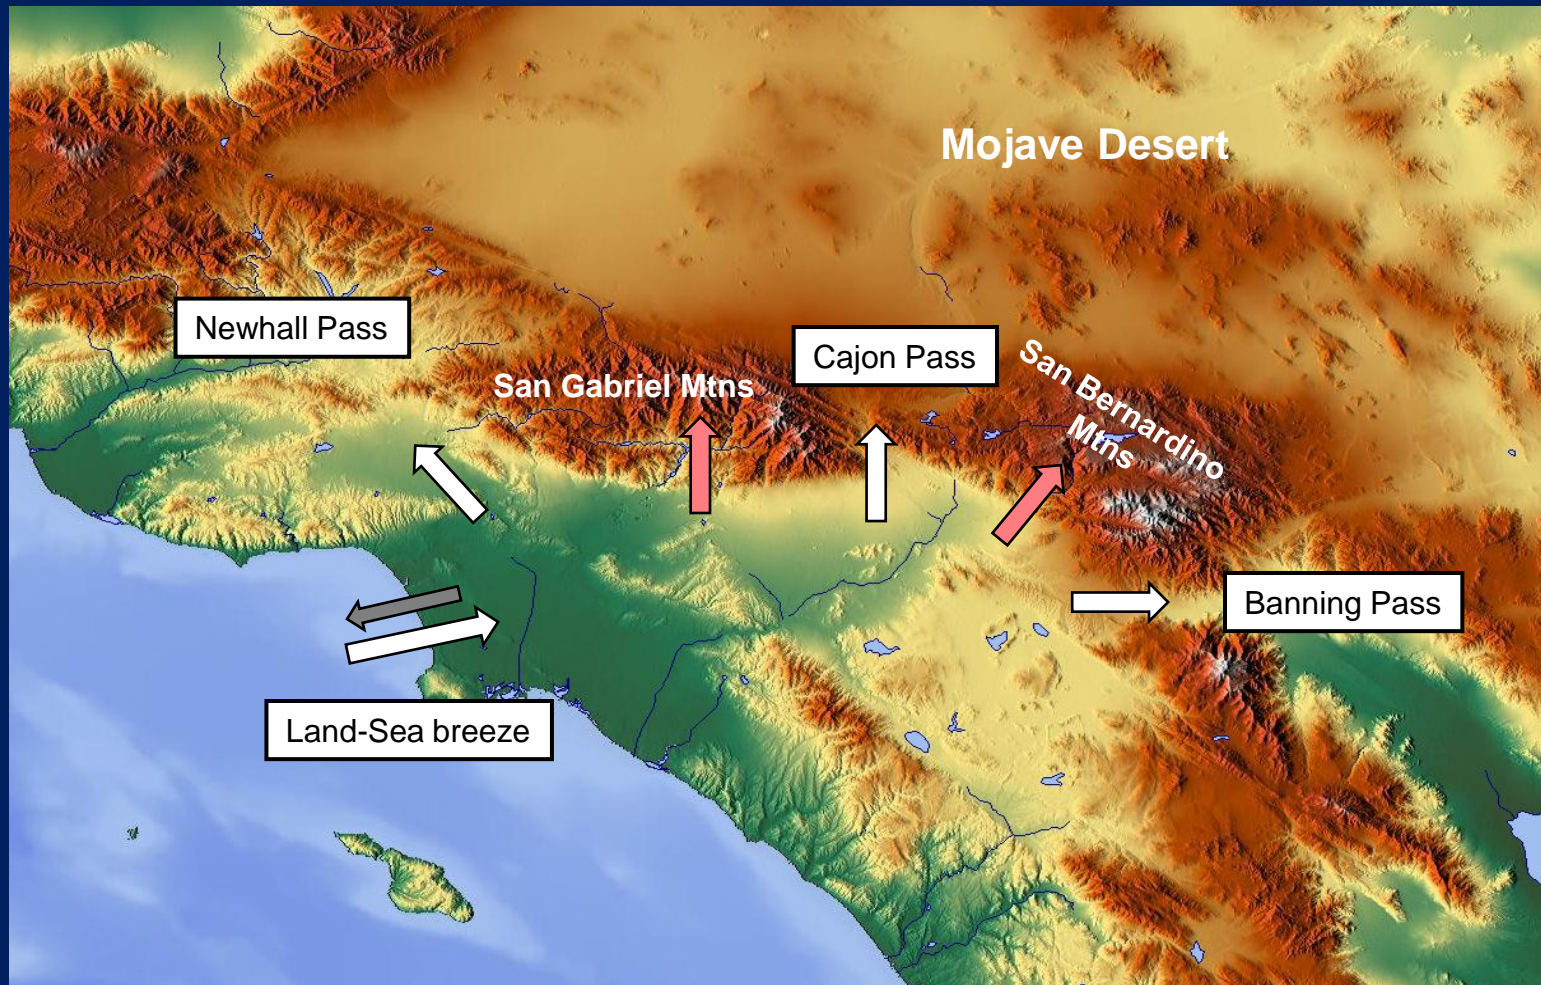 Mojave Desert
Newhall Pass
Cajon Pass
San Gabriel Mtns
San Bernardino
Mtns
Banning Pass
Land-Sea breeze